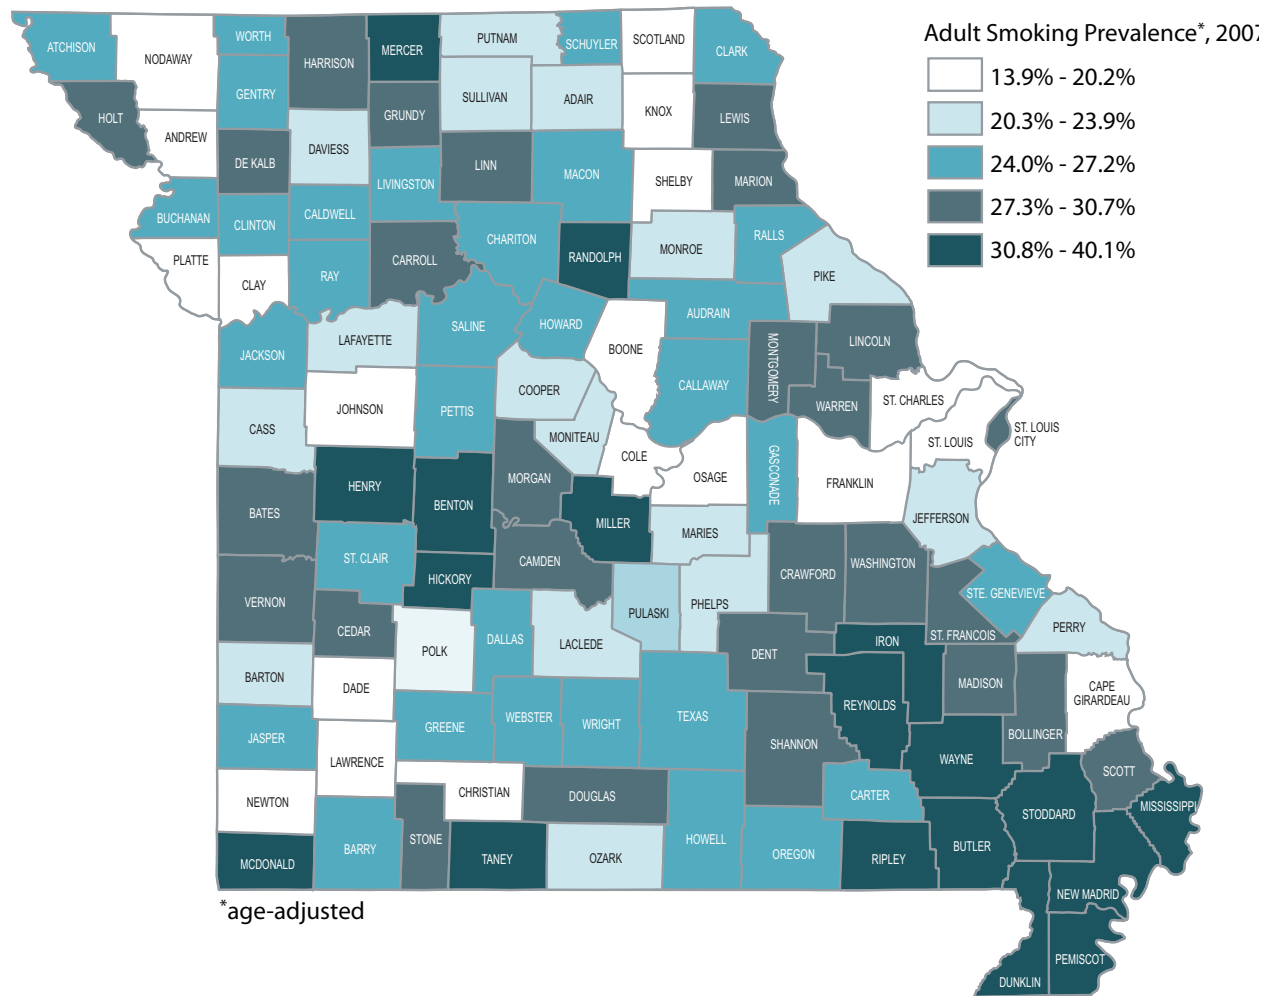 Adult Smoking Prevalence*, 2007
13.9% - 20.2%
20.3% - 23.9%
24.0% - 27.2%
27.3% - 30.7%
30.8% - 40.1%
ATCHISON
NODAWAY
WORTH
HARRISON
MERCER
PUTNAM
SCHUYLER
SCOTLAND
CLARK
GENTRY
SULLIVAN
ADAIR
KNOX
LEWIS
HOLT
ANDREW
GRUNDY
DE KALB
DAVIESS
LINN
MACON
SHELBY
MARION
LIVINGSTON
BUCHANAN
CLINTON
CALDWELL
CHARITON
RANDOLPH
MONROE
RALLS
PLATTE
CLAY
RAY
CARROLL
PIKE
LAFAYETTE
SALINE
HOWARD
BOONE
AUDRAIN
LINCOLN
JACKSON
MONTGOMERY
COOPER
CALLAWAY
WARREN
ST. CHARLES
JOHNSON
PETTIS
CASS
MONITEAU
COLE
ST. LOUIS
ST. LOUIS
CITY
GASCONADE
OSAGE
FRANKLIN
HENRY
BENTON
MORGAN
BATES
MILLER
MARIES
JEFFERSON
ST. CLAIR
CAMDEN
CRAWFORD
WASHINGTON
HICKORY
STE. GENEVIEVE
VERNON
CEDAR
PULASKI
PHELPS
ST. FRANCOIS
PERRY
POLK
DALLAS
LACLEDE
DENT
IRON
BARTON
DADE
MADISON
CAPE
GIRARDEAU
REYNOLDS
JASPER
GREENE
WEBSTER
WRIGHT
TEXAS
BOLLINGER
LAWRENCE
SHANNON
WAYNE
SCOTT
NEWTON
CHRISTIAN
DOUGLAS
CARTER
MISSISSIPPI
STODDARD
MCDONALD
BARRY
STONE
TANEY
OZARK
HOWELL
OREGON
RIPLEY
BUTLER
NEW MADRID
PEMISCOT
DUNKLIN
*age-adjusted